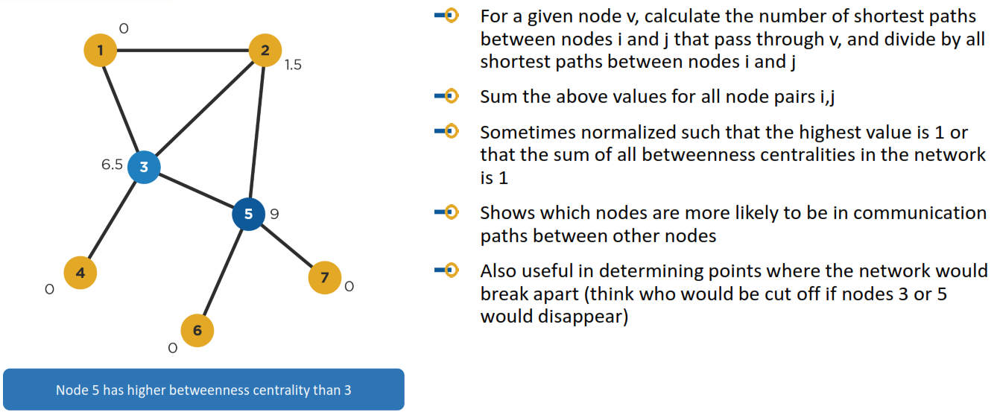 0
1
2
1.5
6.5
3
5
9
4
0
7
0
6
0
Node 5 has higher betweenness centrality than 3
For a given node v, calculate the number of shortest paths
between nodes i and j that pass through v, and divide by all
shortest paths between nodes i and j
Sum the above values for all node pairs i,j
Sometimes normalized such that the highest value is 1 or
that the sum of all betweenness centralities in the network
is 1
Shows which nodes are more likely to be in communication
paths between other nodes
Also useful in determining points where the network would
break apart (think who would be cut off if nodes 3 or 5
would disappear)